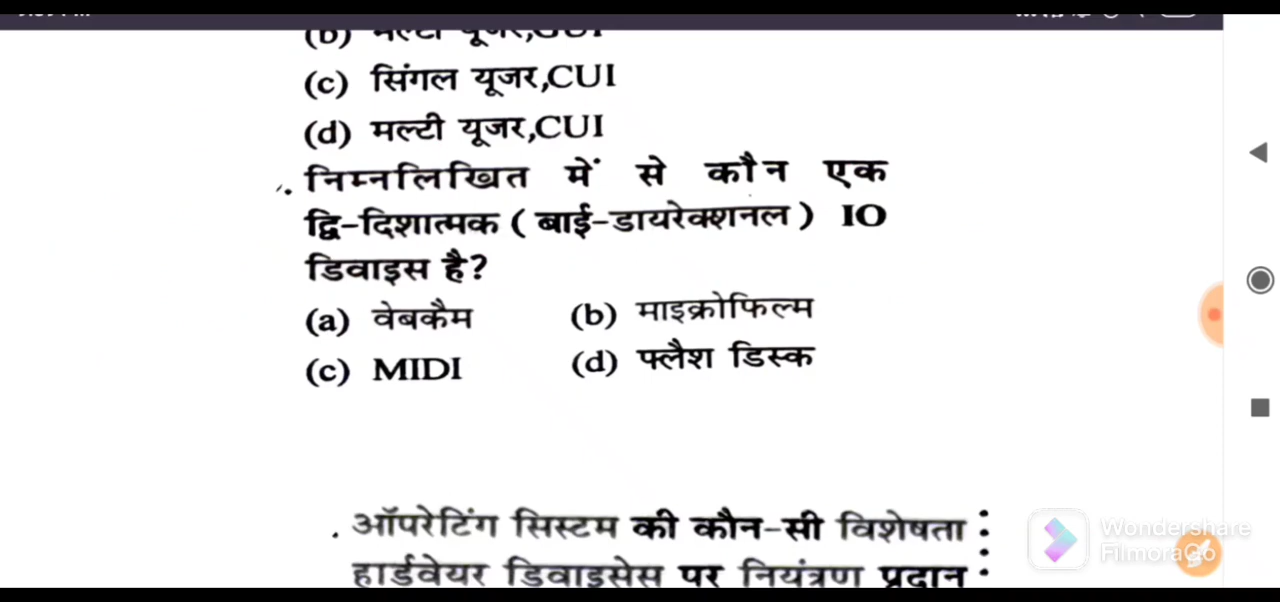 (c) सिंगल यूजर,CUI
(d) मल्टी यूजर,CUI
निम्नलिखित में से कौन एक
द्वि-दिशात्मक ( बाई-डायरेक्शनल ) IO
डिवाइस है?
(a) वेबकैम (b) माइक्रोफिल्म
(c) MIDI (d) फ्लैश डिस्क
. ऑपरेटिंग सिस्टम की कौन-सी विशेषता :
हार्डवेयर डिवाइसेस पर नियंत्रण प्रदान :
Wondershare
FilmoraGo